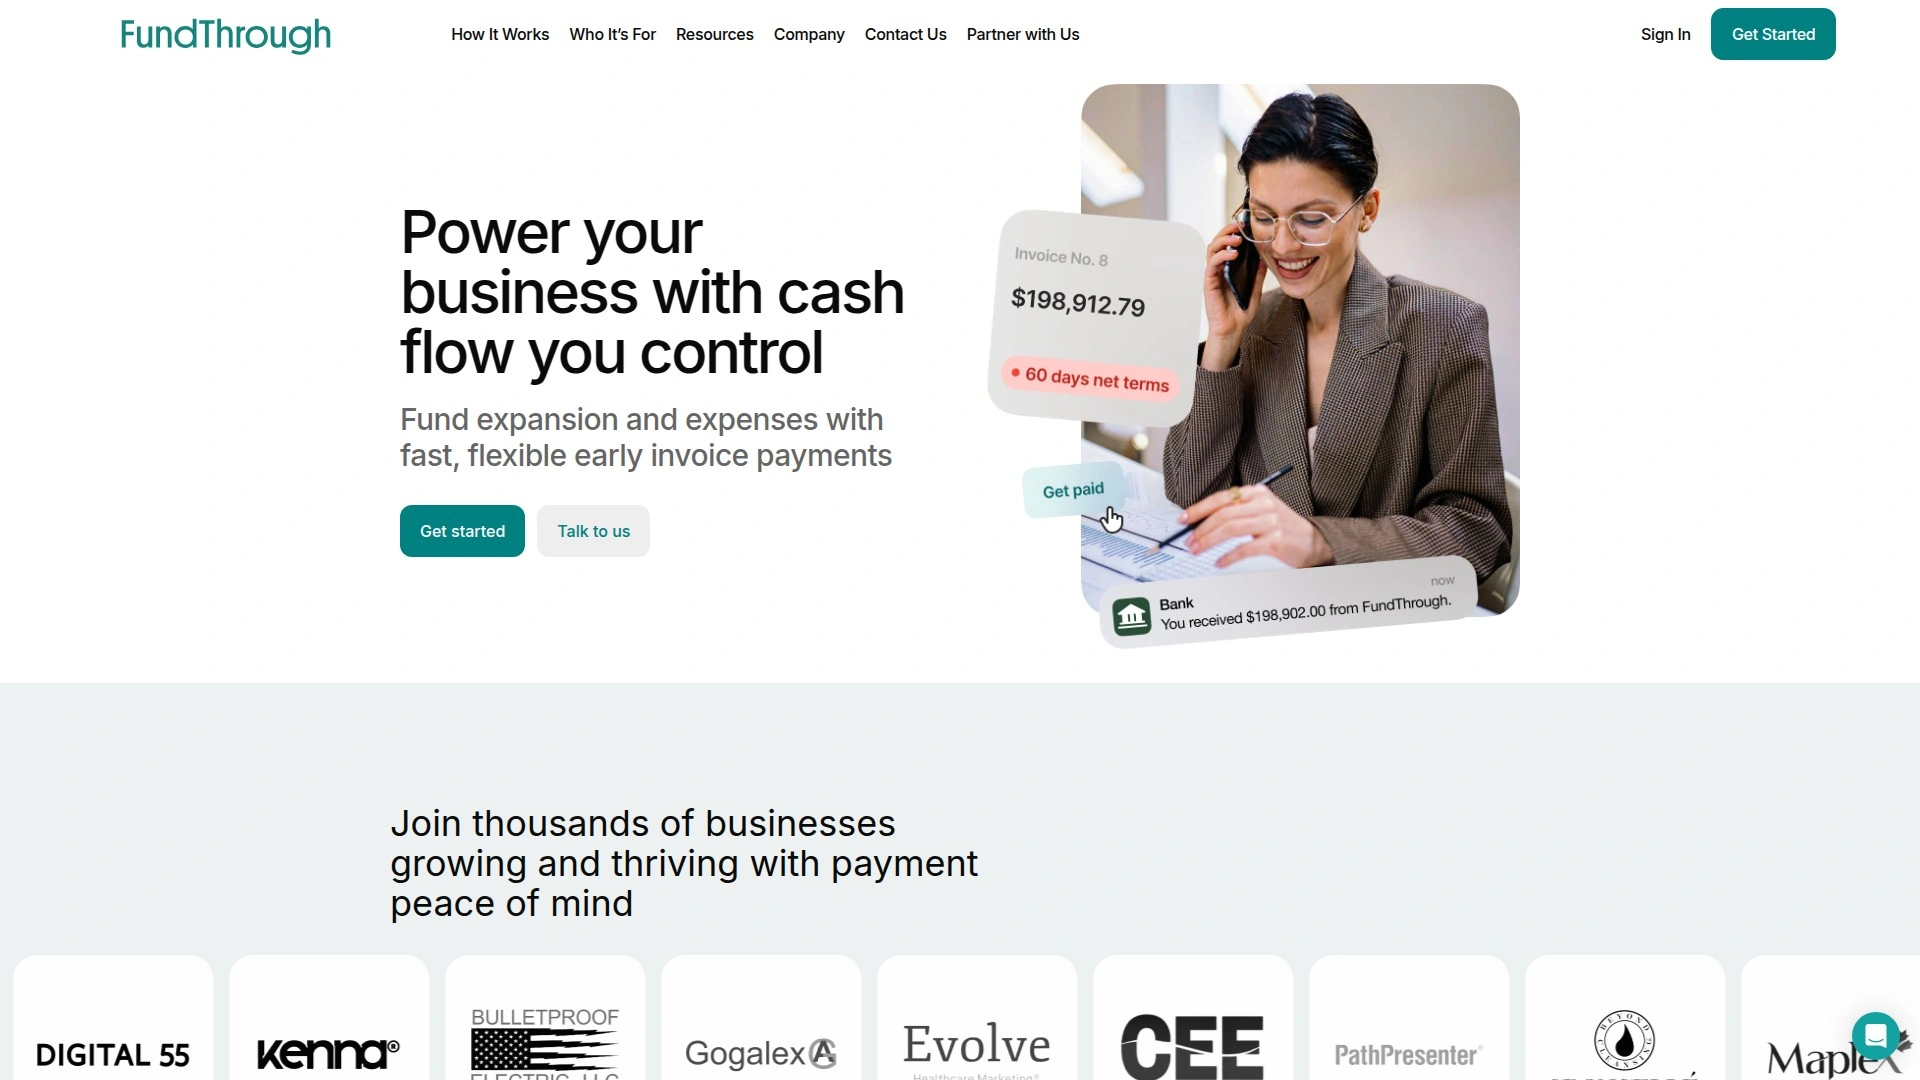 FundThrough
How It Works
Who It’s For
Resources
Company
Contact Us
Partner with Us
Sign In
Get Started
Power your
business with cash
flow you control
Fund expansion and expenses with
fast, flexible early invoice payments
Get started
Talk to us
Invoice No. 8
$198,912.79
60 days net terms
Get paid
now
Bank
You received $198,902.00 from FundThrough.
Join thousands of businesses
growing and thriving with payment
peace of mind
DIGITAL 55
kenna®
BULLETPROOF
ELECTRIC, LLC
Gogalex
Evolve
Healthcare Marketing®
CEE
PathPresenter®
BEYOND
CLEANSING